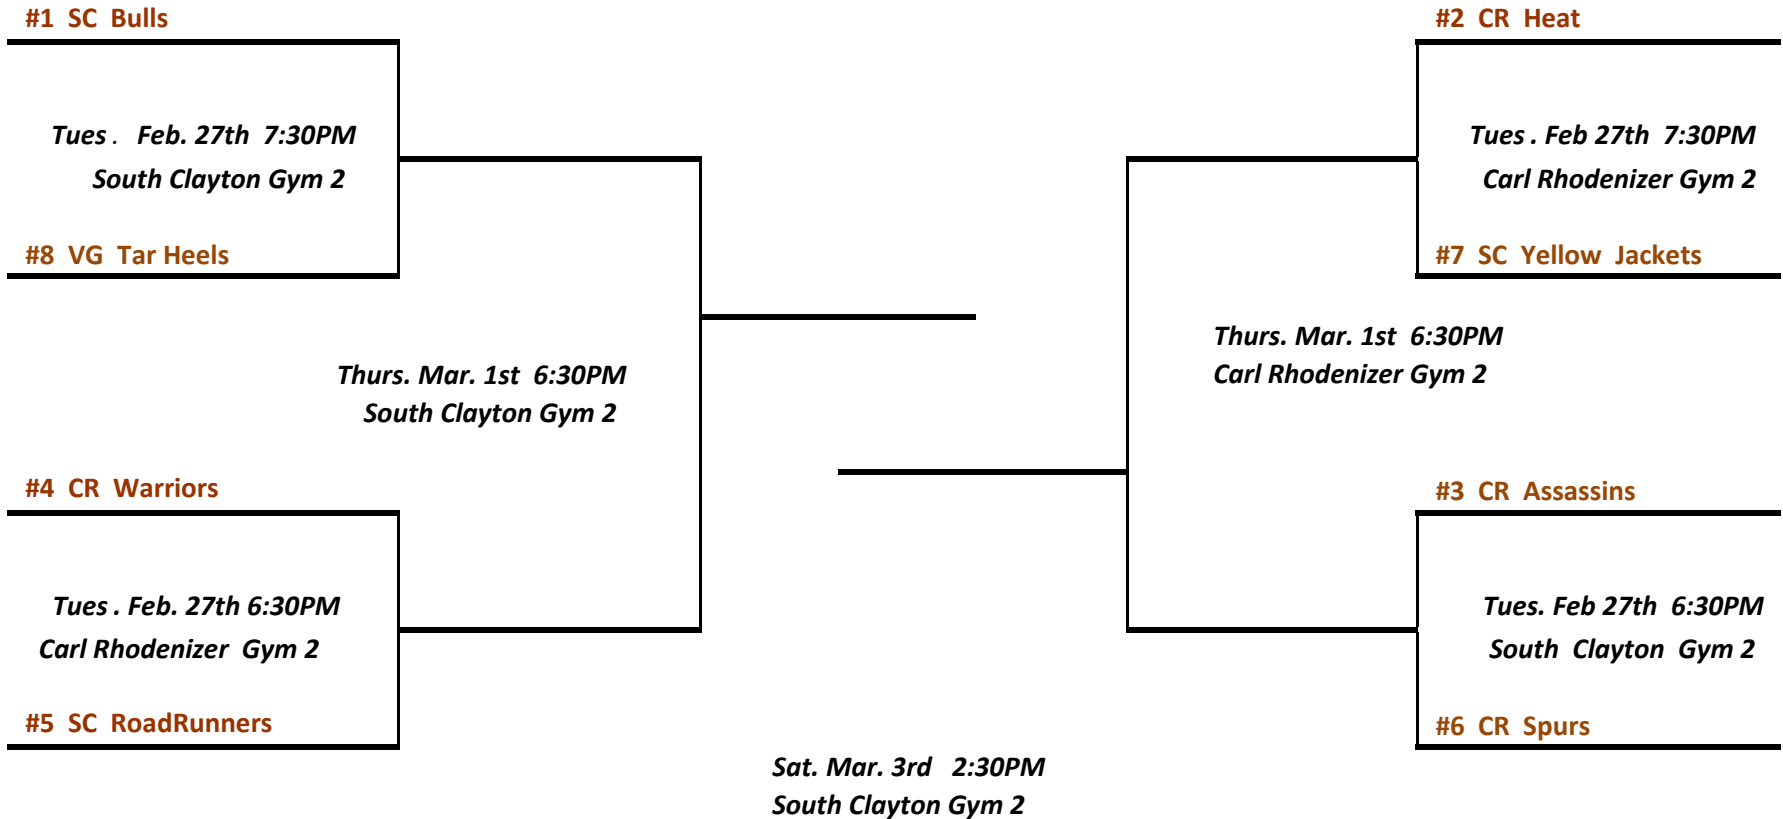 #1 SC Bulls
Tues . Feb. 27th 7:30PM
South Clayton Gym 2
#8 VG Tar Heels
Thurs. Mar. 1st 6:30PM
South Clayton Gym 2
#4 CR Warriors
Tues . Feb. 27th 6:30PM
Carl Rhodenizer Gym 2
#5 SC RoadRunners
#2 CR Heat
Tues . Feb 27th 7:30PM
Carl Rhodenizer Gym 2
#7 SC Yellow Jackets
Thurs. Mar. 1st 6:30PM
Carl Rhodenizer Gym 2
#3 CR Assassins
Tues. Feb 27th 6:30PM
South Clayton Gym 2
#6 CR Spurs
Sat. Mar. 3rd 2:30PM
South Clayton Gym 2